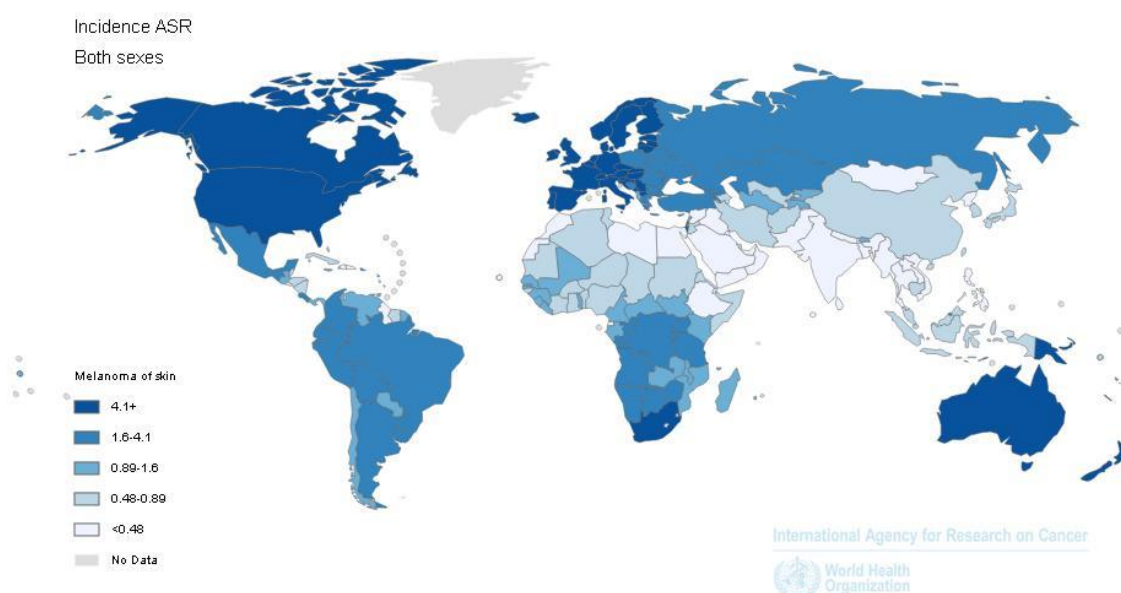 Incidence ASR
Both sexes
Melanoma of skin
4.1+
1.6-4.1
0.89-1.6
0.48-0.89
<0.48
No Data
International Agency for Research on Cancer
World Health
Organization